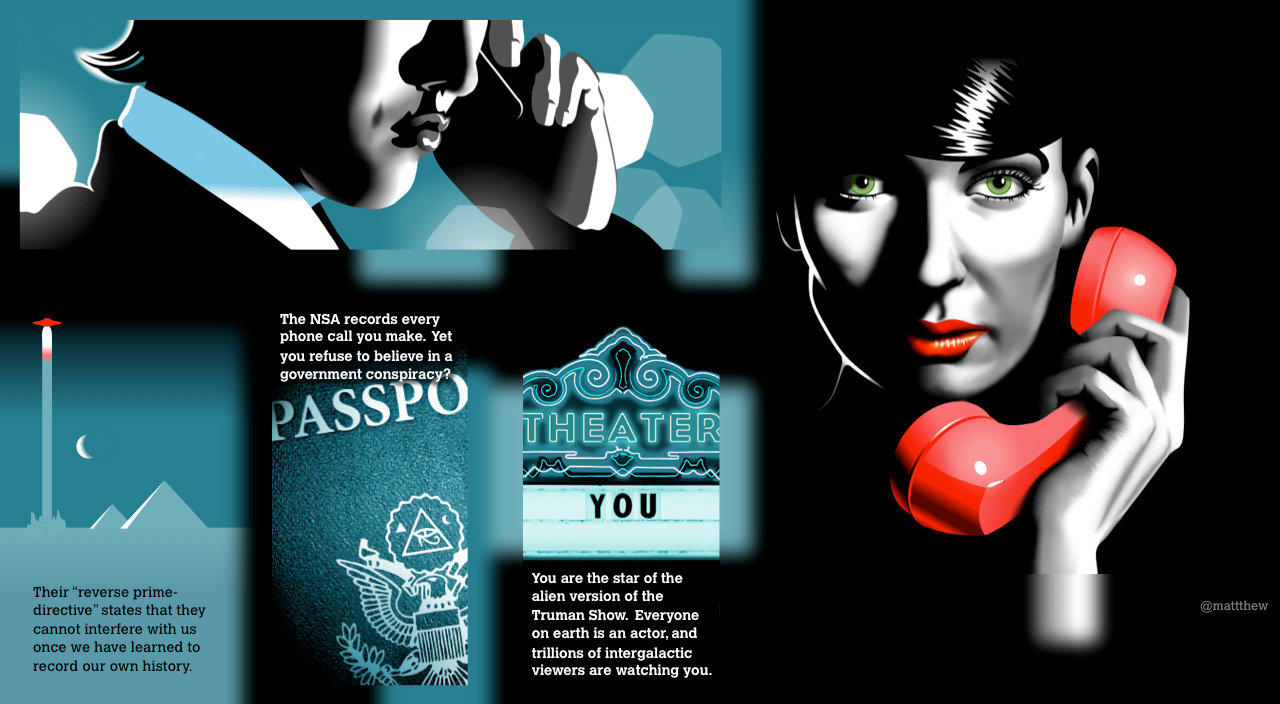 The NSA records every
phone call you make. Yet
you refuse to believe in a
government conspiracy?
PASSPO
THEATER
YOU
Their “reverse prime-
directive” states that they
cannot interfere with us
once we have learned to
record our own history.
You are the star of the
alien version of the
Truman Show. Everyone
on earth is an actor, and
trillions of intergalactic
viewers are watching you.
@mattthew